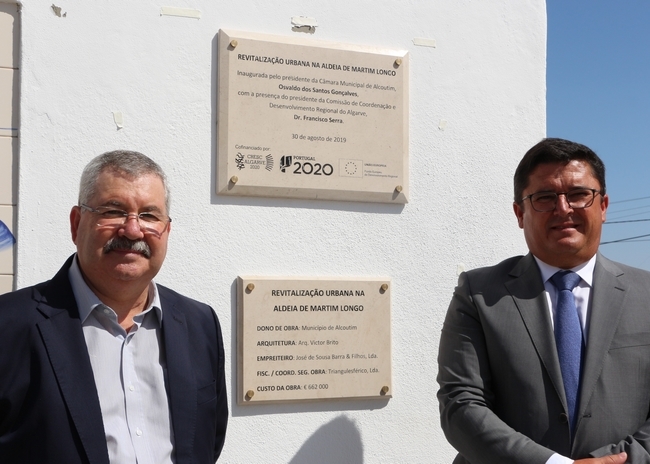 REVITALIZAÇÃO URBANA NA ALDEIA DE MARTIM LONGO
Inaugurada pelo presidente da Câmara Municipal de Alcoutim,
Osvaldo dos Santos Gonçalves,
com a presença do presidente da Comissão de Coordenação e
Desenvolvimento Regional do Algarve,
Dr. Francisco Serra.
30 de agosto de 2019
Cofinanciado por:
CRESC
ALGARVE
2020
PORTUGAL
2020
REVITALIZAÇÃO URBANA NA
ALDEIA DE MARTIM LONGO
DONO DE OBRA: Município de Alcoutim
ARQUITETURA: Arq. Victor Brito
EMPREITEIRO: José de Sousa Barra & Filhos, Lda.
FISC. / COORD. SEG. OBRA: Triangulesférico, Lda.
CUSTO DA OBRA: € 662 000